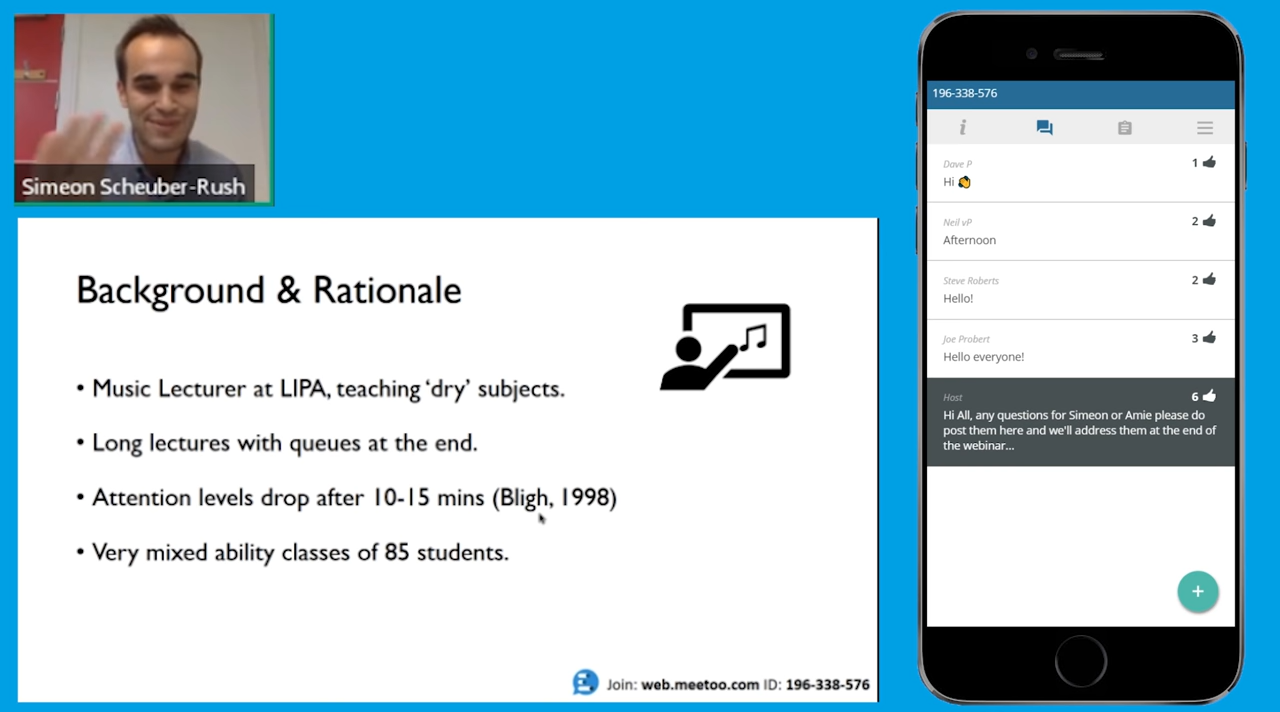 Simeon Scheuber-Rush
Background & Rationale
• Music Lecturer at LIPA, teaching ‘dry’ subjects.
• Long lectures with queues at the end.
• Attention levels drop after 10-15 mins (Bligh, 1998)
• Very mixed ability classes of 85 students.
Join: web.meetoo.com ID: 196-338-576
196-338-576
Dave P
1
Hi 👏
Neil vP
2
Afternoon
Steve Roberts
2
Hello!
Joe Probert
3
Hello everyone!
Host
6
Hi All, any questions for Simeon or Amie please do
post them here and we'll address them at the end of
the webinar...